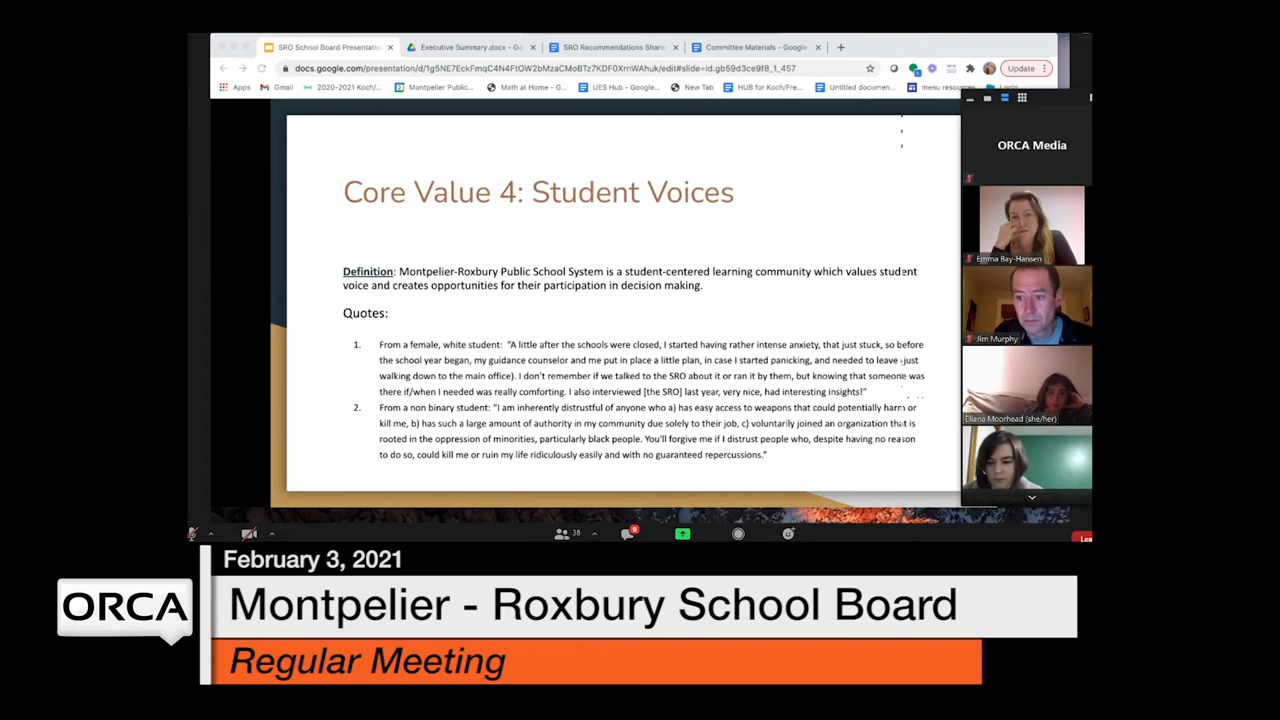 SRO School Board Presentatio
Executive Summary.docx - Go
SRO Recommendations Share
Committee Materials - Google
docs.google.com/presentation/d/1g5NE7EckFmqC4N4FtOW2bMzaCMoBTz7KDF0XrnWAhuk/edit#slide=id.gb59d3ce9f8_1_457
Update
Apps
Gmail
2020-2021 Koch/
Montpelier Public...
Math at Home - G...
UES Hub - Google...
New Tab
HUB for Koch/Fre...
Untitled documen...
menu resources
Login
ORCA Media
Core Value 4: Student Voices
Emma Bay-Hansen
Definition: Montpelier-Roxbury Public School System is a student-centered learning community which values student
voice and creates opportunities for their participation in decision making.
Quotes:
Jim Murphy
1. From a female, white student: "A little after the schools were closed, I started having rather intense anxiety, that just stuck, so before
the school year began, my guidance counselor and me put in place a little plan, in case I started panicking, and needed to leave just
walking down to the main office). I don't remember if we talked to the SRO about it or ran it by them, but knowing that someone was
there if/when I needed was really comforting. I also interviewed [the SRO] last year, very nice, had interesting insights!"
2. From a non binary student: "I am inherently distrustful of anyone who a) has easy access to weapons that could potentially harm or
kill me, b) has such a large amount of authority in my community due solely to their job, c) voluntarily joined an organization that is
rooted in the oppression of minorities, particularly black people. You'll forgive me if I distrust people who, despite having no reason
to do so, could kill me or ruin my life ridiculously easily and with no guaranteed repercussions."
Eliana Moorhead (she/her)
38
9
Lea
February 3, 2021
ORCA
Montpelier - Roxbury School Board
Regular Meeting